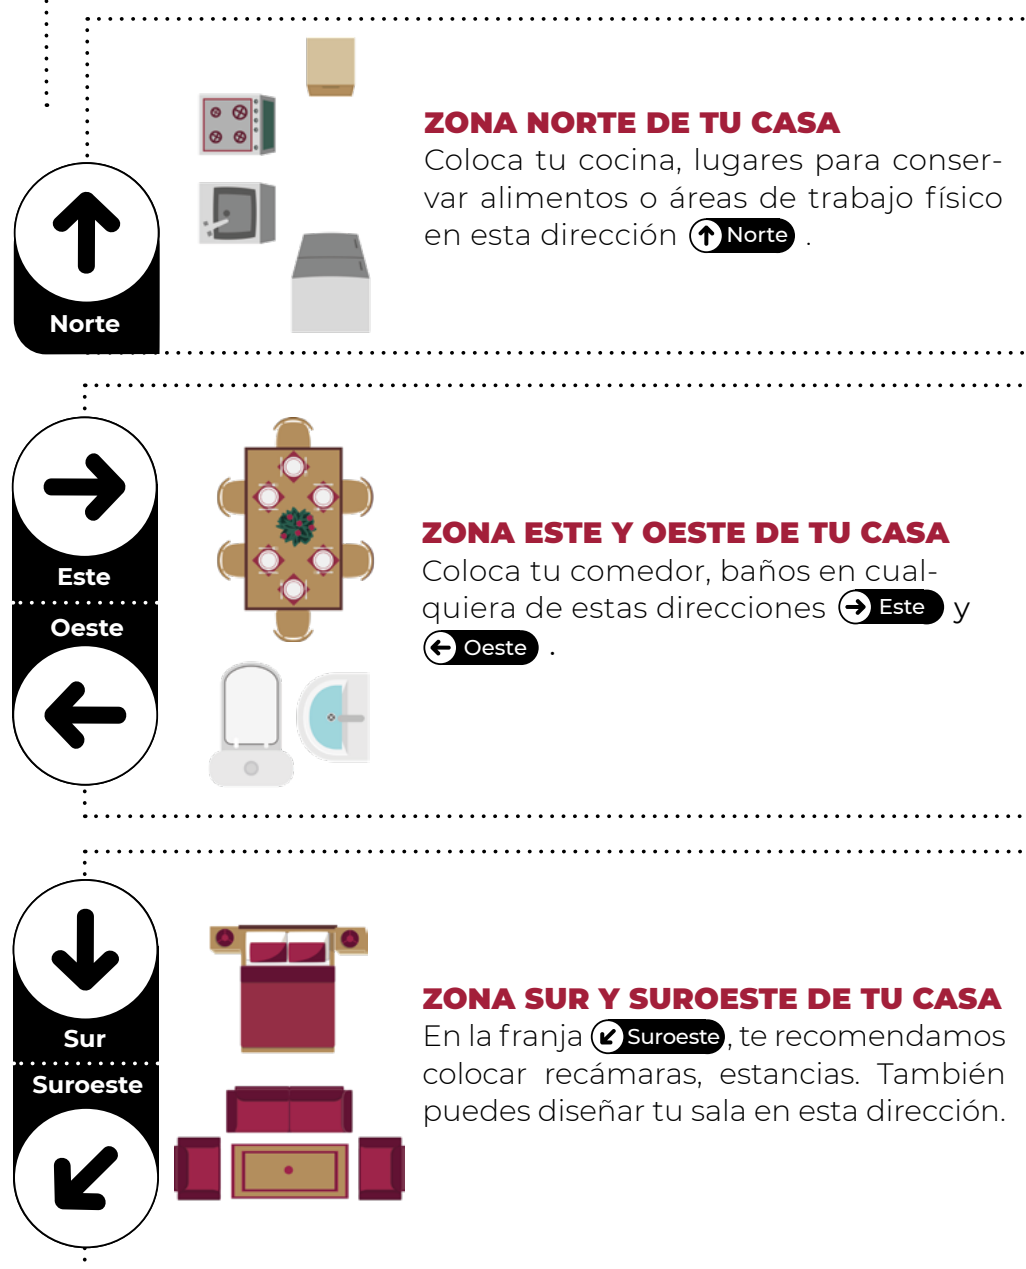 ZONA NORTE DE TU CASA
Coloca tu cocina, lugares para conser-
var alimentos o áreas de trabajo físico
en esta dirección Norte .
Norte
Este
Oeste
ZONA ESTE Y OESTE DE TU CASA
Coloca tu comedor, baños en cual-
quiera de estas direcciones Este y
Oeste .
Sur
Suroeste
ZONA SUR Y SUROESTE DE TU CASA
En la franja Suroeste, te recomendamos
colocar recámaras, estancias. También
puedes diseñar tu sala en esta dirección.